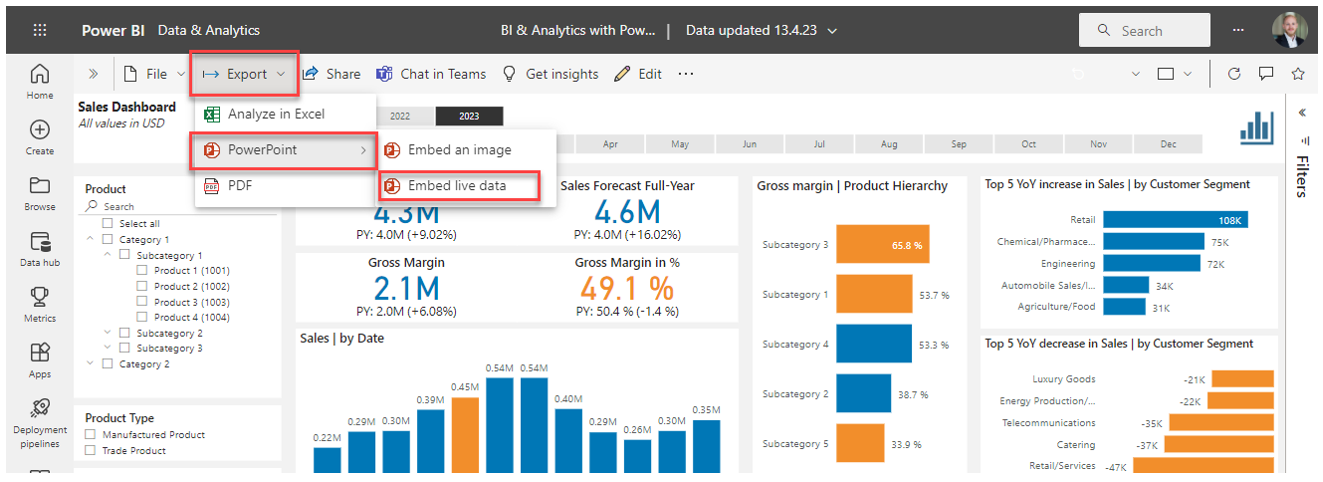 Power BI Data & Analytics
BI & Analytics with Pow... | Data updated 13.4.23
Search
...
File
Export
Share
Chat in Teams
Get insights
Edit
...
Home
Create
Browse
Data hub
Metrics
Apps
Deployment
pipelines
Sales Dashboard
All values in USD
Analyze in Excel
PowerPoint
PDF
Embed an image
Embed live data
2022
2023
Apr
May
Jun
Jul
Aug
Sep
Oct
Nov
Dec
Filters
Product
Search
Select all
Category 1
Subcategory 1
Product 1 (1001)
Product 2 (1002)
Product 3 (1003)
Product 4 (1004)
Subcategory 2
Subcategory 3
Category 2
Product Type
Manufactured Product
Trade Product
4.3M
PY: 4.0M (+9.02%)
Sales Forecast Full-Year
4.6M
PY: 4.0M (+16.02%)
Gross Margin
2.1M
PY: 2.0M (+6.08%)
Gross Margin in %
49.1 %
PY: 50.4 % (-1.4 %)
Sales | by Date
0.22M
0.29M
0.30M
0.39M
0.45M
0.54M
0.54M
0.40M
0.29M
0.26M
0.30M
0.35M
Gross margin | Product Hierarchy
Subcategory 3 65.8 %
Subcategory 1 53.7 %
Subcategory 4 53.3 %
Subcategory 2 38.7 %
Subcategory 5 33.9 %
Top 5 YoY increase in Sales | by Customer Segment
Retail 108K
Chemical/Pharmace... 75K
Engineering 72K
Automobile Sales/I... 34K
Agriculture/Food 31K
Top 5 YoY decrease in Sales | by Customer Segment
Luxury Goods -21K
Energy Production/... -22K
Telecommunications -35K
Catering -37K
Retail/Services -47K